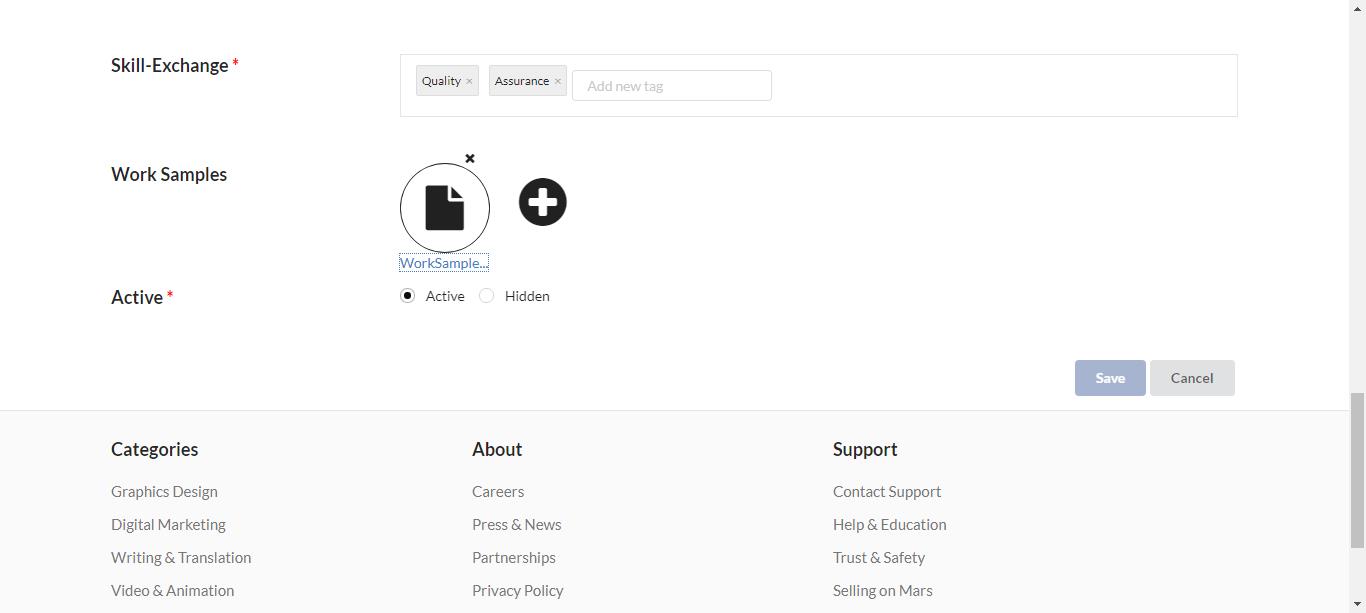 Skill-Exchange *
Quality × Assurance × Add new tag
Work Samples
WorkSample...
Active *
Active Hidden
Save Cancel
Categories
Graphics Design
Digital Marketing
Writing & Translation
Video & Animation
About
Careers
Press & News
Partnerships
Privacy Policy
Support
Contact Support
Help & Education
Trust & Safety
Selling on Mars